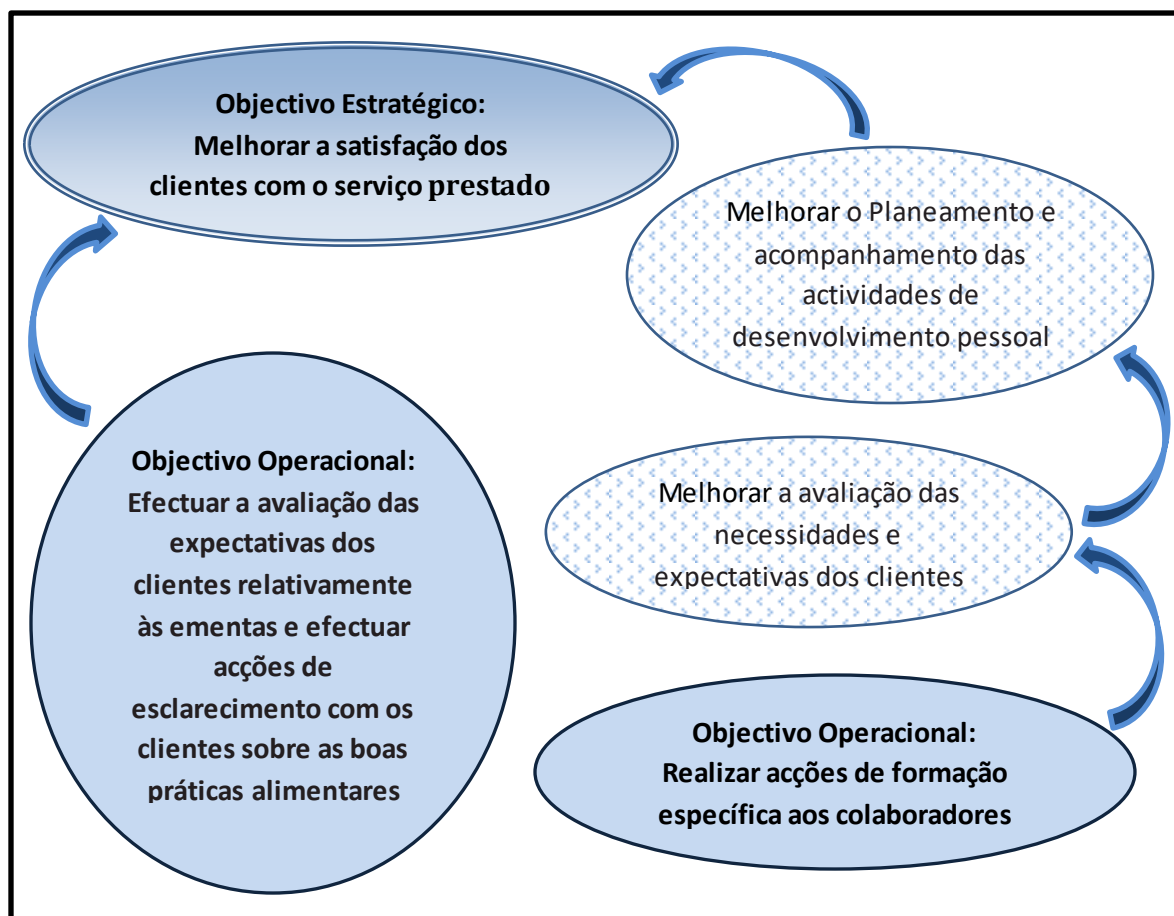 Objectivo Estratégico:
Melhorar a satisfação dos
clientes com o serviço prestado
Melhorar o Planeamento e
acompanhamento das
actividades de
desenvolvimento pessoal
Objectivo Operacional:
Efectuar a avaliação das
expectativas dos
clientes relativamente
às ementas e efectuar
acções de
esclarecimento com os
clientes sobre as boas
práticas alimentares
Melhorar a avaliação das
necessidades e
expectativas dos clientes
Objectivo Operacional:
Realizar acções de formação
específica aos colaboradores